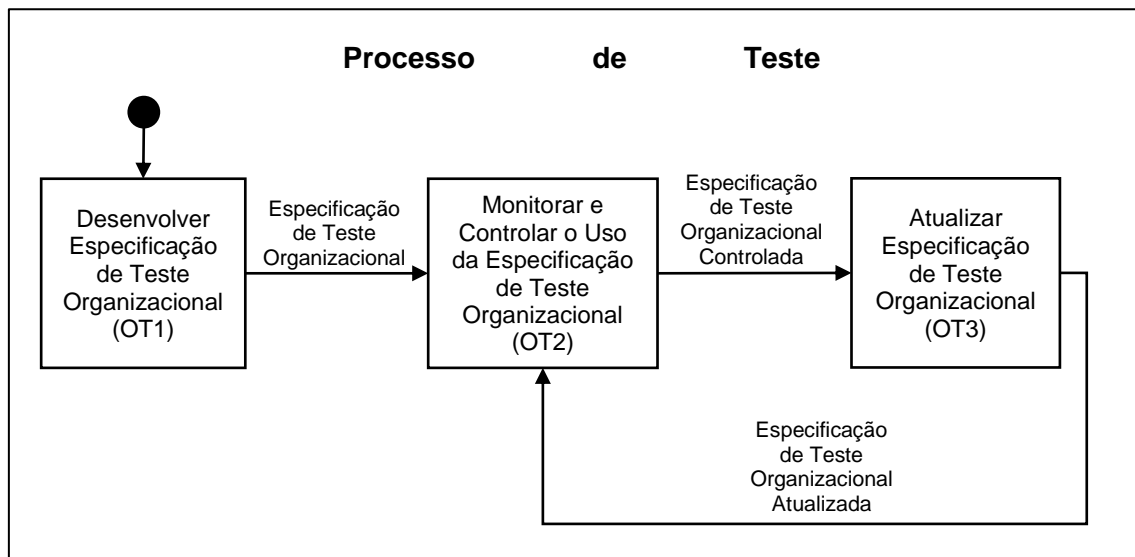 Processo de Teste
Desenvolver
Especificação
de Teste
Organizacional
(OT1)
Especificação
de Teste
Organizacional
Monitorar e
Controlar o Uso
da Especificação
de Teste
Organizacional
(OT2)
Especificação
de Teste
Organizacional
Controlada
Atualizar
Especificação
de Teste
Organizacional
(OT3)
Especificação
de Teste
Organizacional
Atualizada